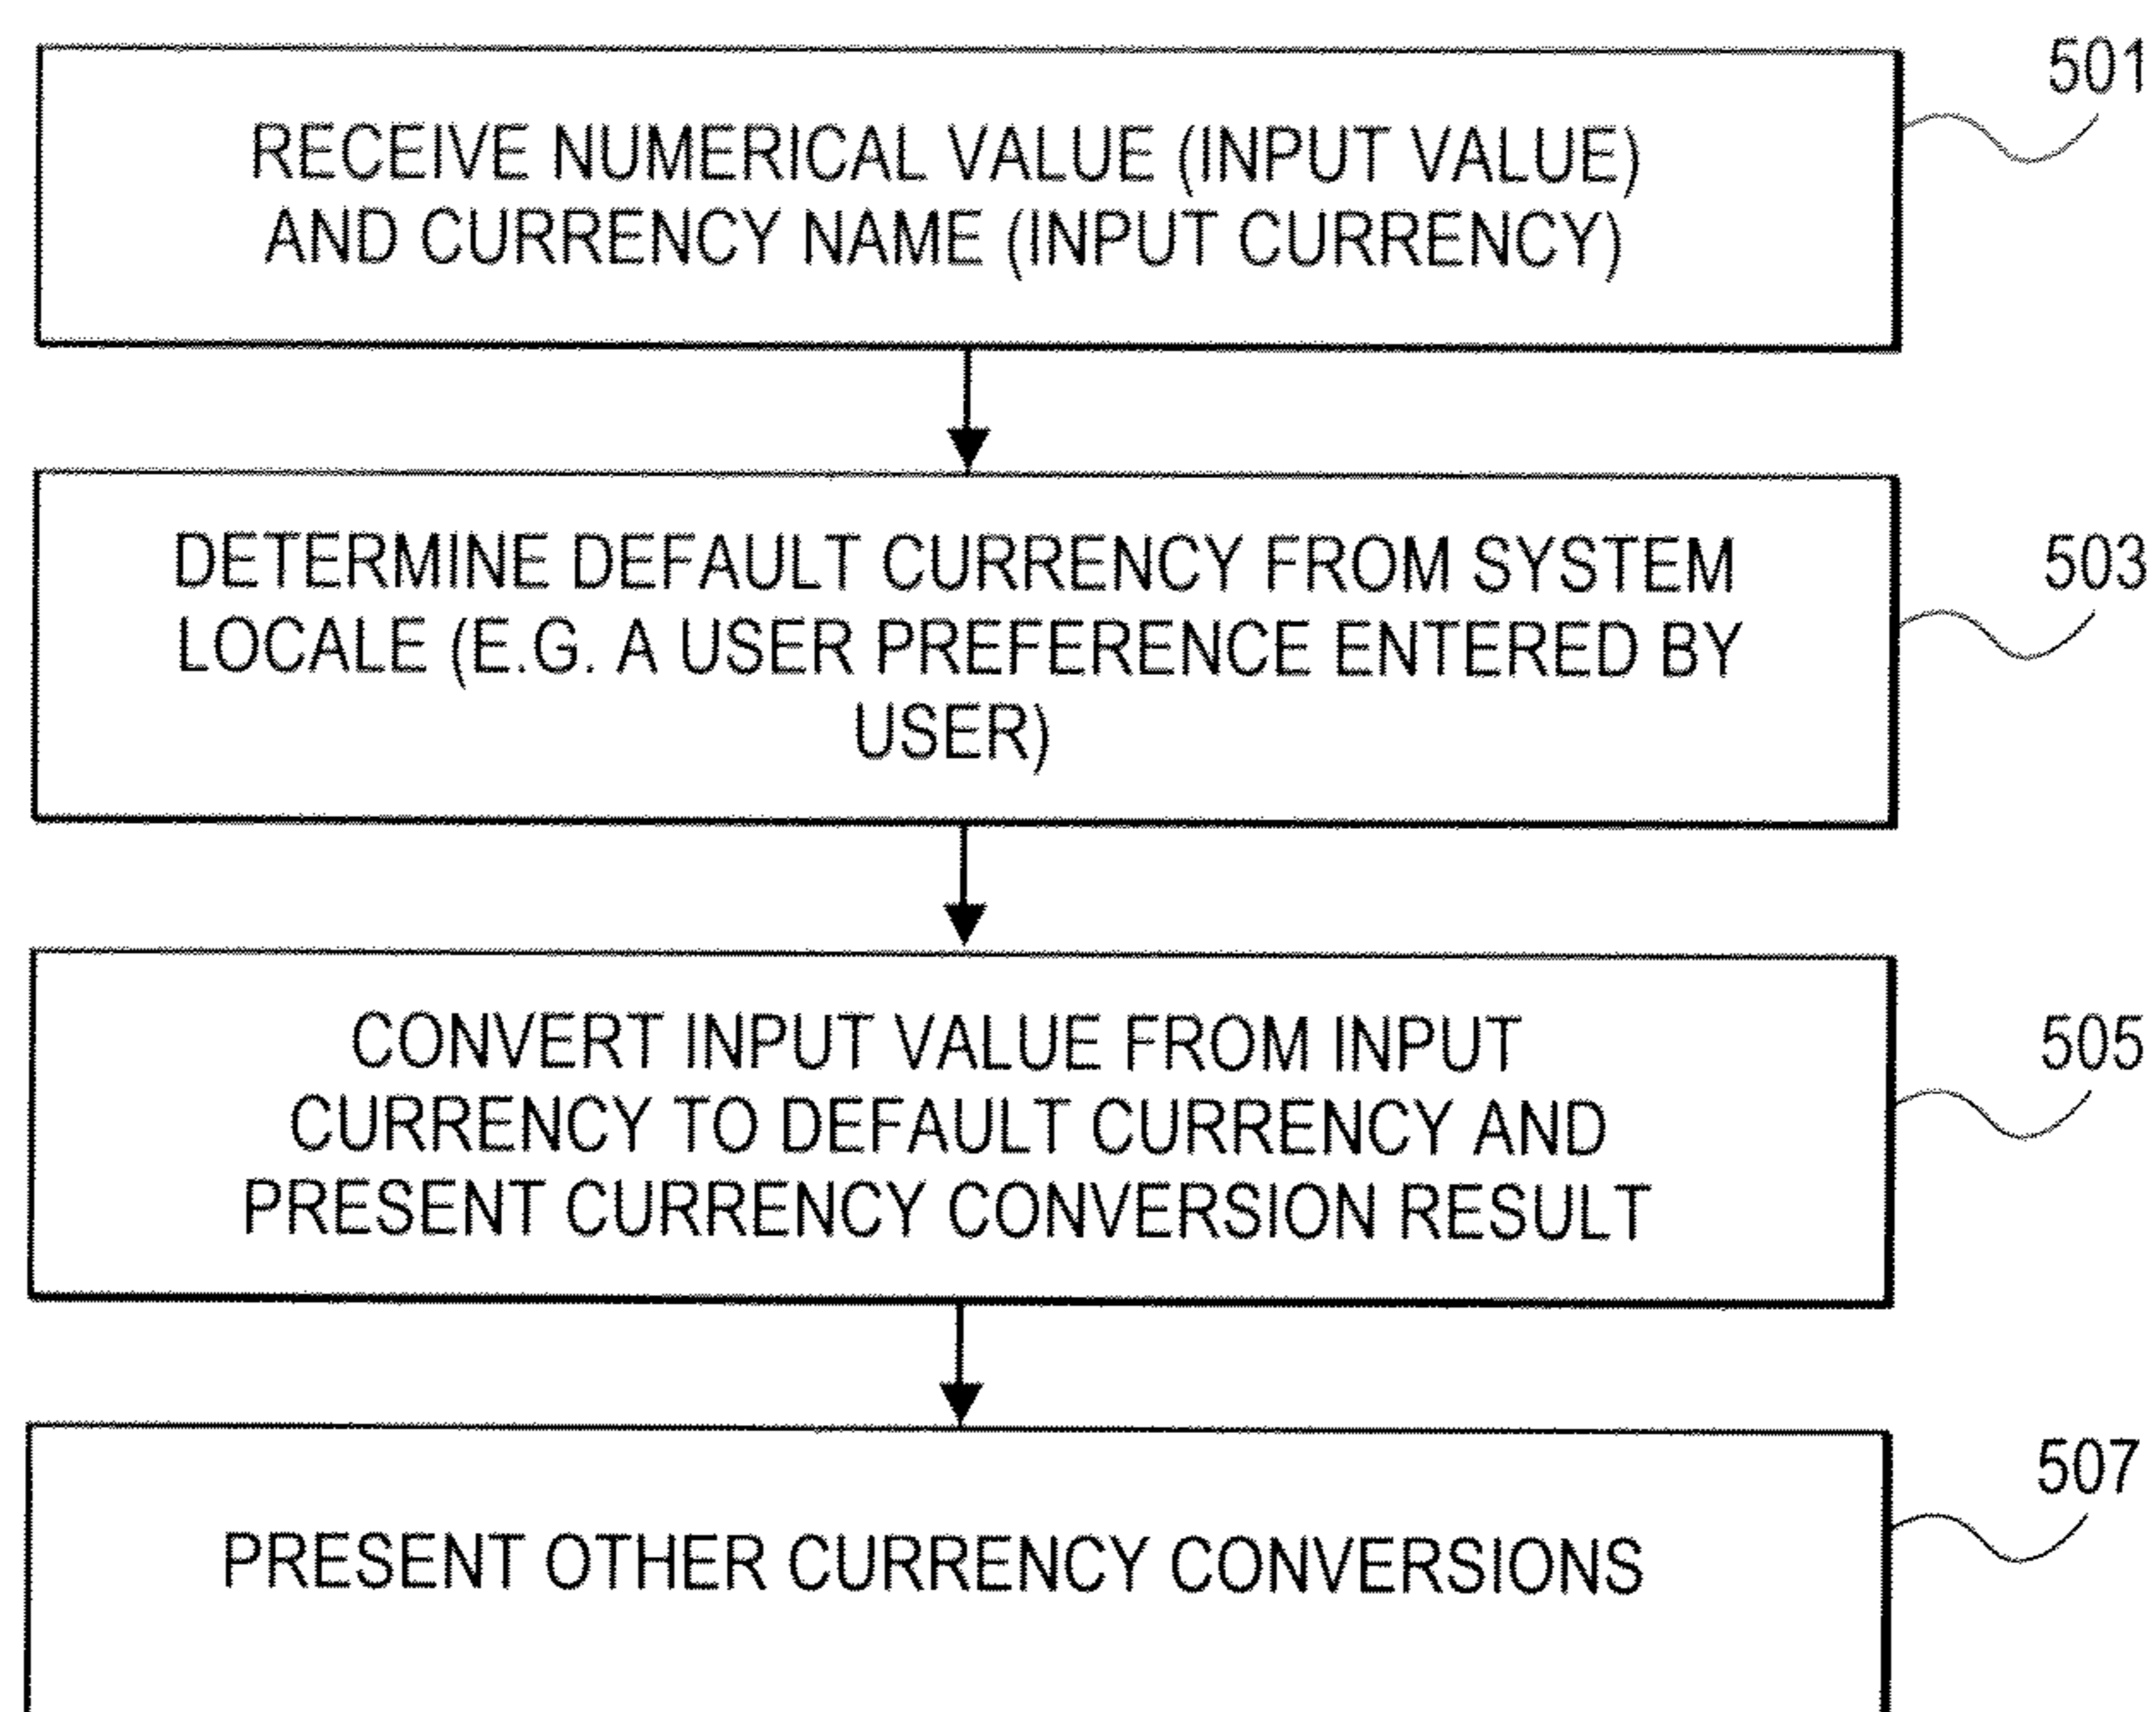 501
RECEIVE NUMERICAL VALUE (INPUT VALUE)
AND CURRENCY NAME (INPUT CURRENCY)
503
DETERMINE DEFAULT CURRENCY FROM SYSTEM
LOCALE (E.G. A USER PREFERENCE ENTERED BY
USER)
505
CONVERT INPUT VALUE FROM INPUT
CURRENCY TO DEFAULT CURRENCY AND
PRESENT CURRENCY CONVERSION RESULT
507
PRESENT OTHER CURRENCY CONVERSIONS